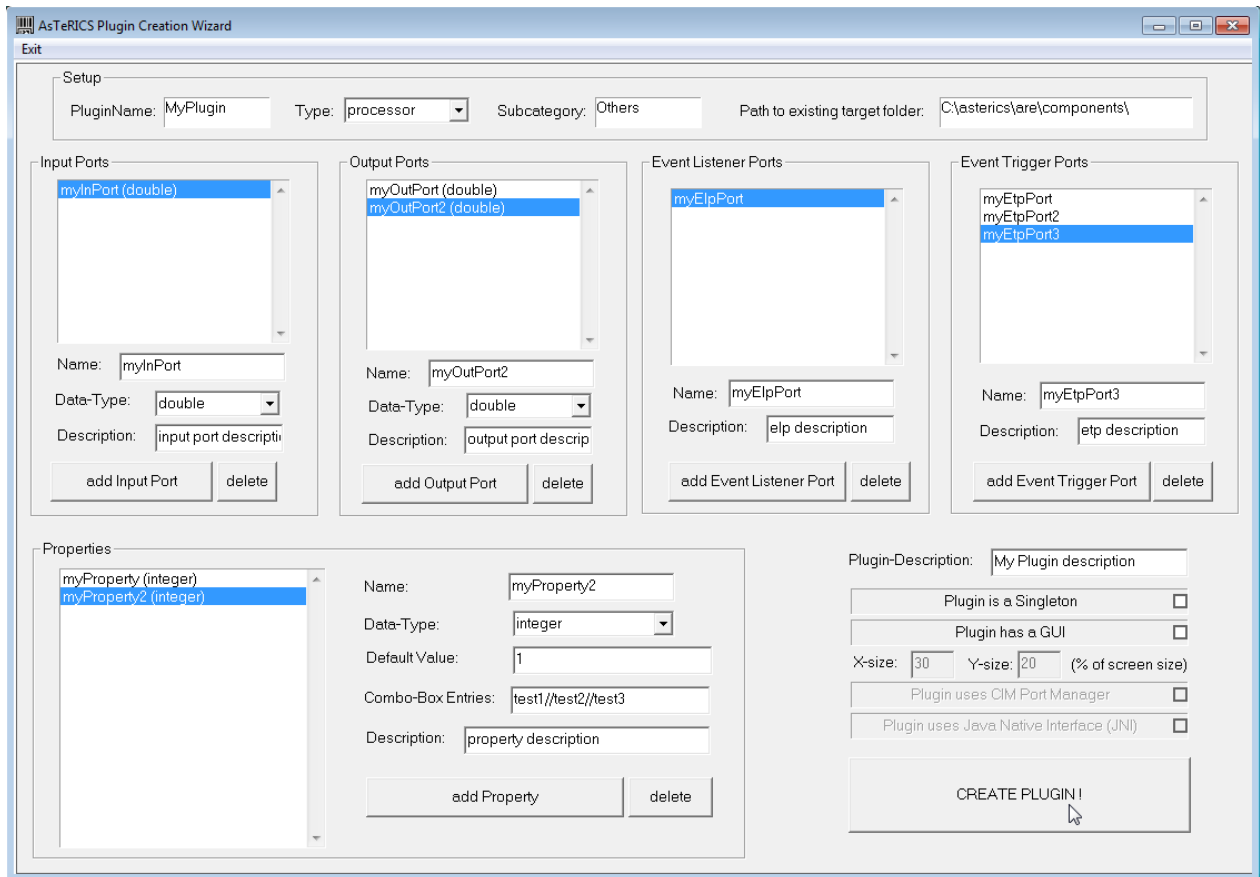 AsTeRICS Plugin Creation Wizard
Exit
Setup
PluginName: MyPlugin Type: processor Subcategory: Others Path to existing target folder: C:\asterics\are\components\
Input Ports
myInPort (double)
Name: myInPort
Data-Type: double
Description: input port descripti
add Input Port delete
Output Ports
myOutPort (double)
myOutPort2 (double)
Name: myOutPort2
Data-Type: double
Description: output port descrip
add Output Port delete
Event Listener Ports
myElpPort
Name: myElpPort
Description: elp description
add Event Listener Port delete
Event Trigger Ports
myEtpPort
myEtpPort2
myEtpPort3
Name: myEtpPort3
Description: etp description
add Event Trigger Port delete
Properties
myProperty (integer)
myProperty2 (integer)
Name: myProperty2
Data-Type: integer
Default Value: 1
Combo-Box Entries: test1//test2//test3
Description: property description
add Property delete
Plugin-Description: My Plugin description
Plugin is a Singleton
Plugin has a GUI
X-size: 30 Y-size: 20 (% of screen size)
Plugin uses CIM Port Manager
Plugin uses Java Native Interface (JNI)
CREATE PLUGIN !